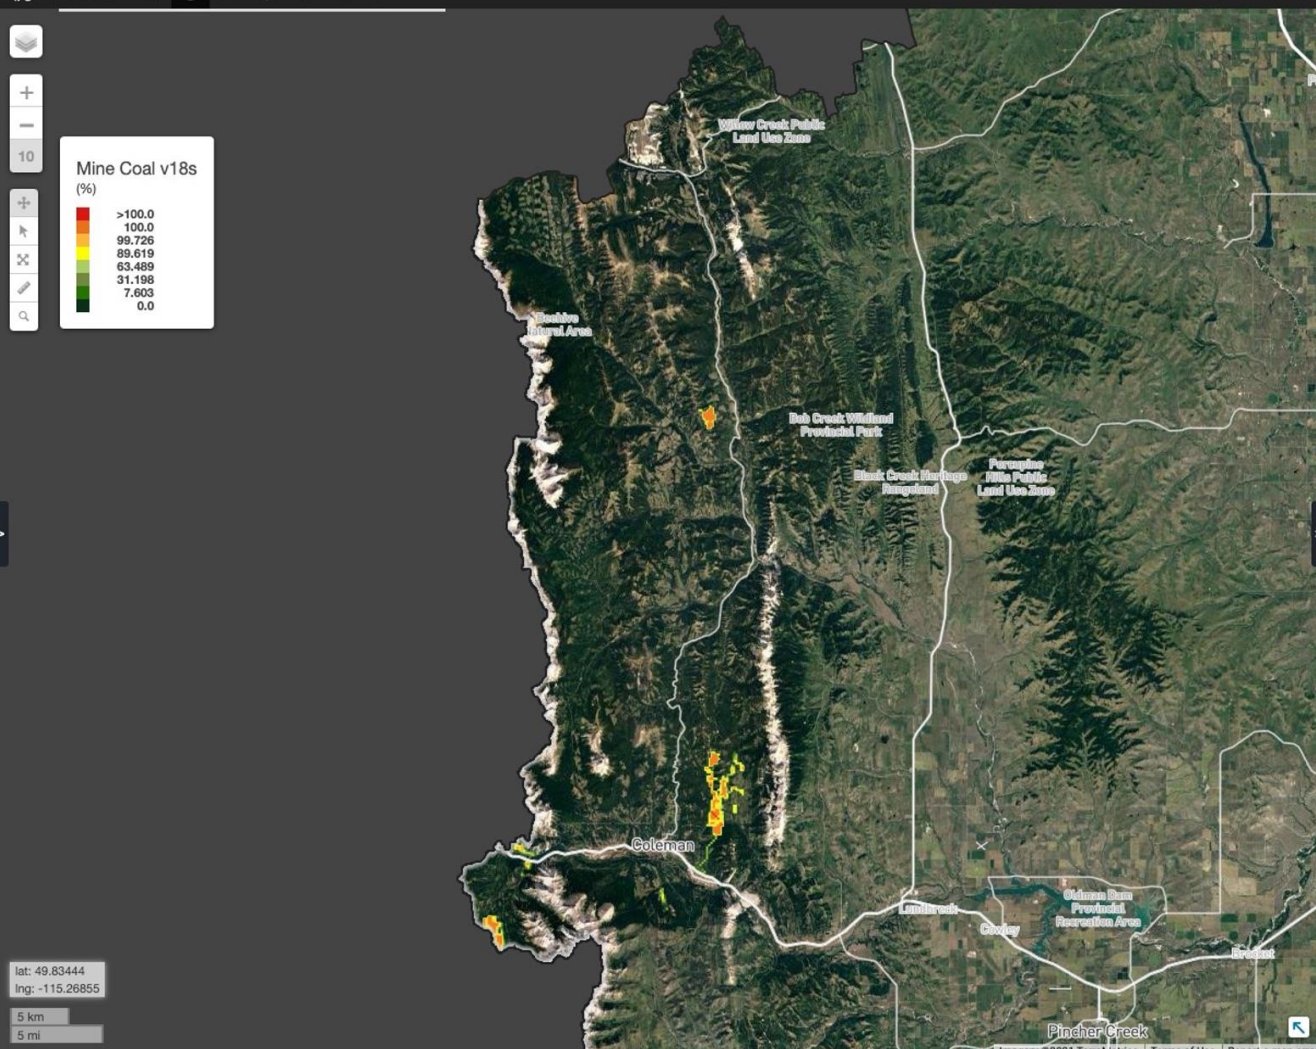 +
−
10
Mine Coal v18s
(%)
>100.0
100.0
99.726
89.619
63.489
31.198
7.603
0.0
Willow Creek Public
Land Use Zone
Beehive
Natural Area
Bob Creek Wildland
Provincial Park
Black Creek Heritage
Rangeland
Porcupine
Hills Public
Land Use Zone
Coleman
Lundbreck
Cowley
Oldman Dam
Provincial
Recreation Area
Brocket
Pincher Creek
lat: 49.83444
lng: -115.26855
5 km
5 mi